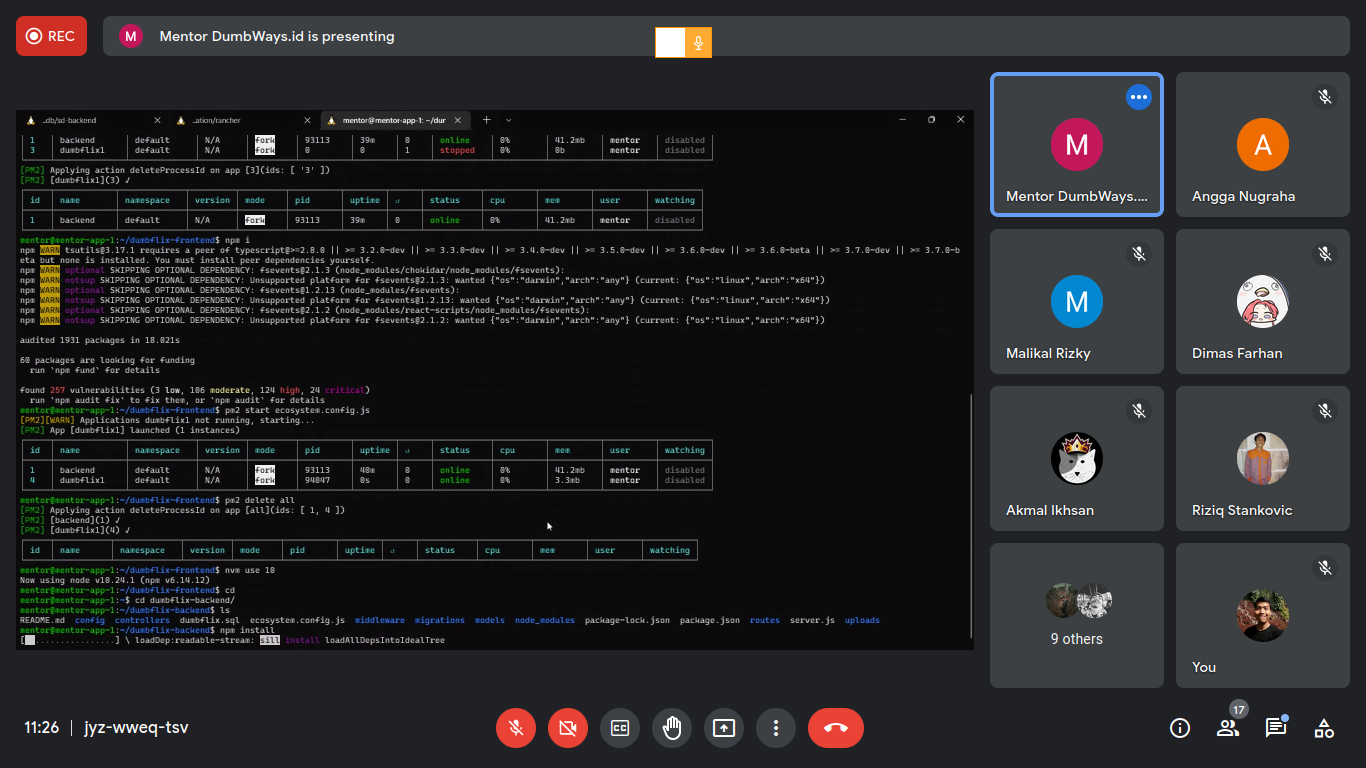 REC
M
Mentor DumbWays.id is presenting
..db/sd-backend
..ation/rancher
mentor@mentor-app-1: ~/dur
1 backend default N/A fork 93113 39m 0 online 0% 41.2mb mentor disabled
3 dumbflix1 default N/A fork 0 0 1 stopped 0% 0b mentor disabled
[PM2] Applying action deleteProcessId on app [3](ids: [ '3' ])
[PM2] [dumbflix1](3) ✓
id name namespace version mode pid uptime ↺ status cpu mem user watching
1 backend default N/A fork 93113 39m 0 online 0% 41.2mb mentor disabled
mentor@mentor-app-1:~/dumbflix-frontend$ npm i
npm WARN tsutils@3.17.1 requires a peer of typescript@>=2.8.0 || >= 3.2.0-dev || >= 3.3.0-dev || >= 3.4.0-dev || >= 3.5.0-dev || >= 3.6.0-dev || >= 3.6.0-beta || >= 3.7.0-dev || >= 3.7.0-b
eta but none is installed. You must install peer dependencies yourself.
npm WARN optional SKIPPING OPTIONAL DEPENDENCY: fsevents@2.1.3 (node_modules/chokidar/node_modules/fsevents):
npm WARN notsup SKIPPING OPTIONAL DEPENDENCY: Unsupported platform for fsevents@2.1.3: wanted {"os":"darwin","arch":"any"} (current: {"os":"linux","arch":"x64"})
npm WARN optional SKIPPING OPTIONAL DEPENDENCY: fsevents@1.2.13 (node_modules/fsevents):
npm WARN notsup SKIPPING OPTIONAL DEPENDENCY: Unsupported platform for fsevents@1.2.13: wanted {"os":"darwin","arch":"any"} (current: {"os":"linux","arch":"x64"})
npm WARN optional SKIPPING OPTIONAL DEPENDENCY: fsevents@2.1.2 (node_modules/react-scripts/node_modules/fsevents):
npm WARN notsup SKIPPING OPTIONAL DEPENDENCY: Unsupported platform for fsevents@2.1.2: wanted {"os":"darwin","arch":"any"} (current: {"os":"linux","arch":"x64"})
audited 1931 packages in 18.021s
60 packages are looking for funding
run `npm fund` for details
found 257 vulnerabilities (3 low, 106 moderate, 124 high, 24 critical)
run `npm audit fix` to fix them, or `npm audit` for details
mentor@mentor-app-1:~/dumbflix-frontend$ pm2 start ecosystem.config.js
[PM2][WARN] Applications dumbflix1 not running, starting...
[PM2] App [dumbflix1] launched (1 instances)
id name namespace version mode pid uptime ↺ status cpu mem user watching
1 backend default N/A fork 93113 40m 0 online 0% 41.2mb mentor disabled
4 dumbflix1 default N/A fork 94047 0s 0 online 0% 3.3mb mentor disabled
mentor@mentor-app-1:~/dumbflix-frontend$ pm2 delete all
[PM2] Applying action deleteProcessId on app [all](ids: [ 1, 4 ])
[PM2] [backend](1) ✓
[PM2] [dumbflix1](4) ✓
id name namespace version mode pid uptime ↺ status cpu mem user watching
mentor@mentor-app-1:~/dumbflix-frontend$ nvm use 10
Now using node v10.24.1 (npm v6.14.12)
mentor@mentor-app-1:~/dumbflix-frontend$ cd
mentor@mentor-app-1:~$ cd dumbflix-backend/
mentor@mentor-app-1:~/dumbflix-backend$ ls
README.md config controllers dumbflix.sql ecosystem.config.js middleware migrations models node_modules package-lock.json package.json routes server.js uploads
mentor@mentor-app-1:~/dumbflix-backend$ npm install
[ ................] \ loadDep:readable-stream: sill install loadAllDepsIntoIdealTree
M
Mentor DumbWays....
A
Angga Nugraha
M
Malikal Rizky
Dimas Farhan
Akmal Ikhsan
Riziq Stankovic
9 others
You
11:26 | jyz-wweq-tsv
CC
17